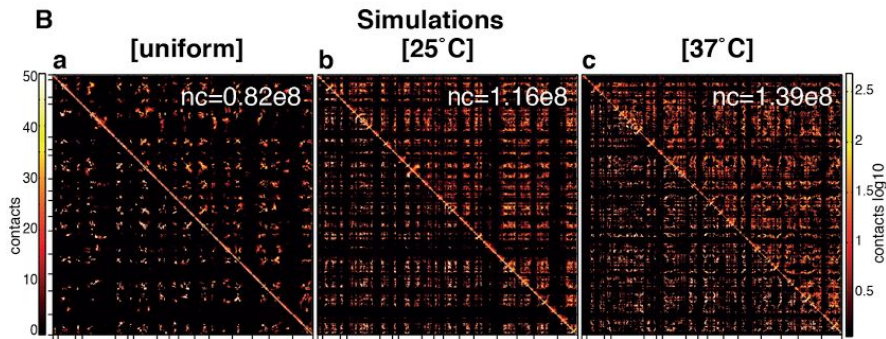 B
Simulations
a [uniform] b [25°C] c [37°C]
nc=0.82e8 nc=1.16e8 nc=1.39e8
50
40
30
20
10
0
contacts
2.5
2
1.5
1
0.5
contacts log10